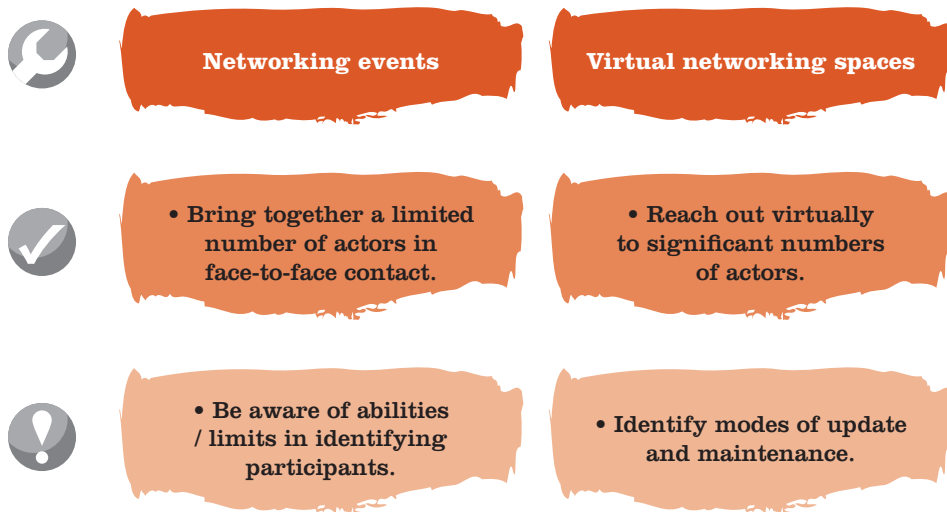 Networking events
Virtual networking spaces
• Bring together a limited
number of actors in
face-to-face contact.
• Reach out virtually
to significant numbers
of actors.
• Be aware of abilities
/ limits in identifying
participants.
• Identify modes of update
and maintenance.